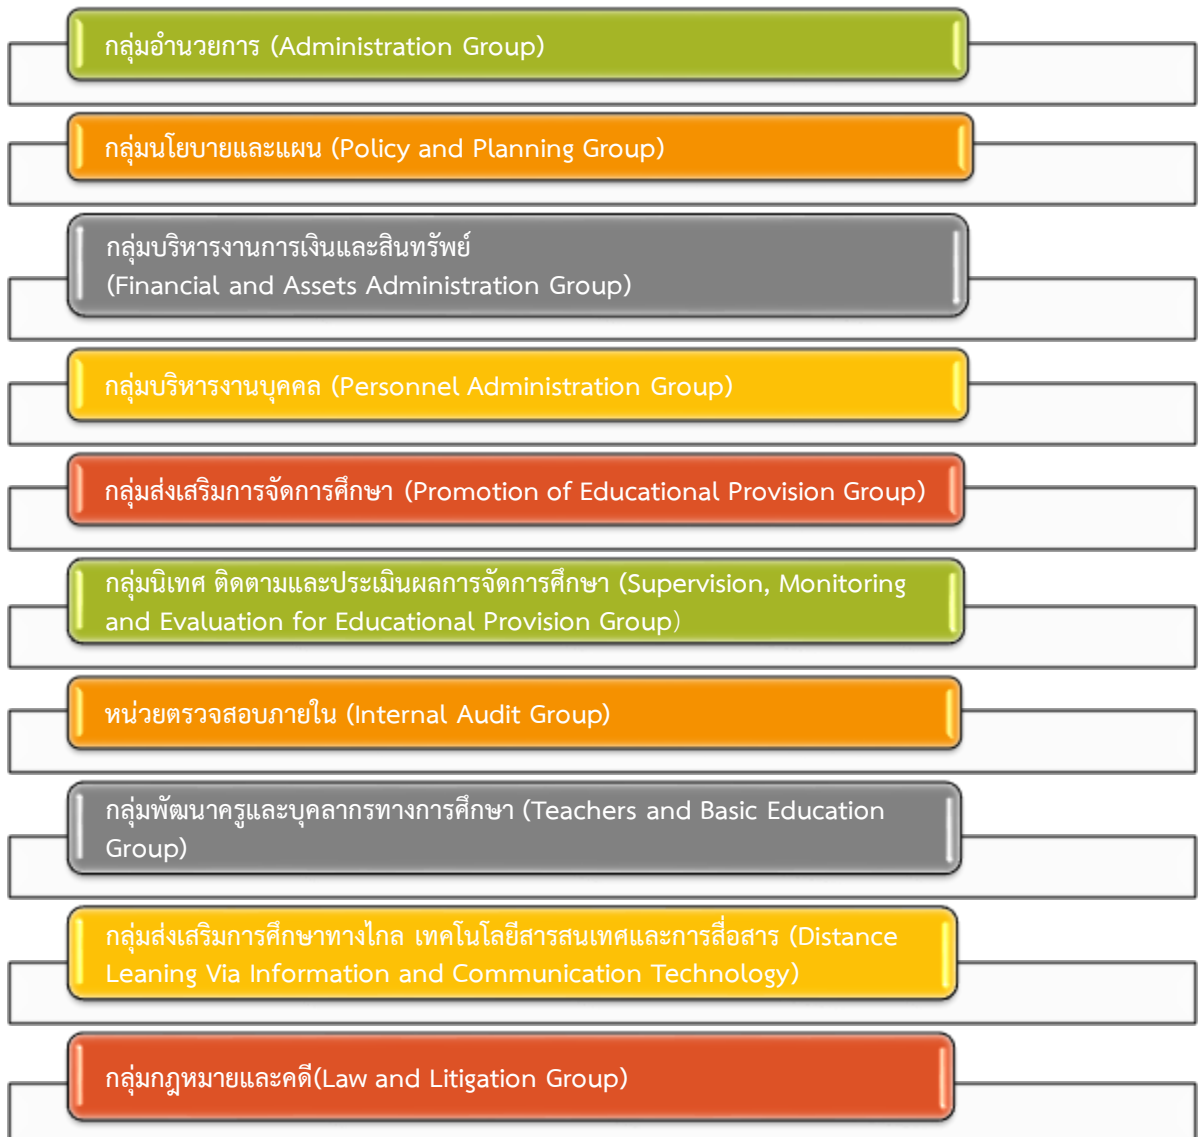 กลุ่มอำนวยการ (Administration Group)
กลุ่มนโยบายและแผน (Policy and Planning Group)
กลุ่มบริหารงานการเงินและสินทรัพย์
(Financial and Assets Administration Group)
กลุ่มบริหารงานบุคคล (Personnel Administration Group)
กลุ่มส่งเสริมการจัดการศึกษา (Promotion of Educational Provision Group)
กลุ่มนิเทศ ติดตามและประเมินผลการจัดการศึกษา (Supervision, Monitoring
and Evaluation for Educational Provision Group)
หน่วยตรวจสอบภายใน (Internal Audit Group)
กลุ่มพัฒนาครูและบุคลากรทางการศึกษา (Teachers and Basic Education
Group)
กลุ่มส่งเสริมการศึกษาทางไกล เทคโนโลยีสารสนเทศและการสื่อสาร (Distance
Leaning Via Information and Communication Technology)
กลุ่มกฎหมายและคดี(Law and Litigation Group)